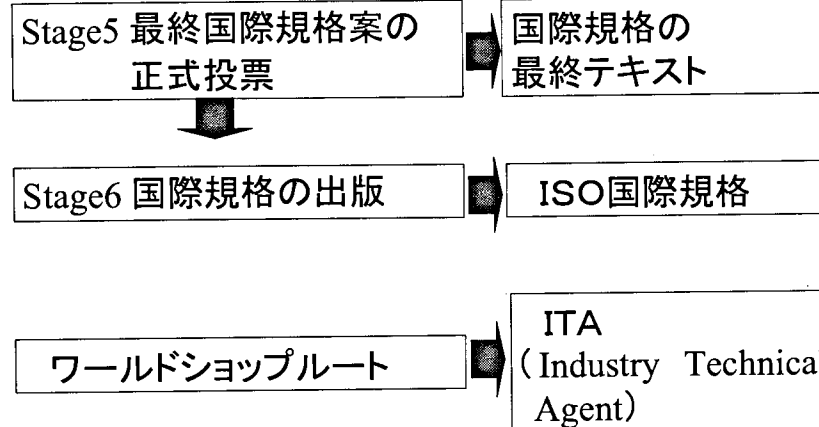 Stage5 最終国際規格案の
正式投票
国際規格の
最終テキスト
Stage6 国際規格の出版
ISO国際規格
ワールドショップルート
ITA
(Industry Technical
Agent)